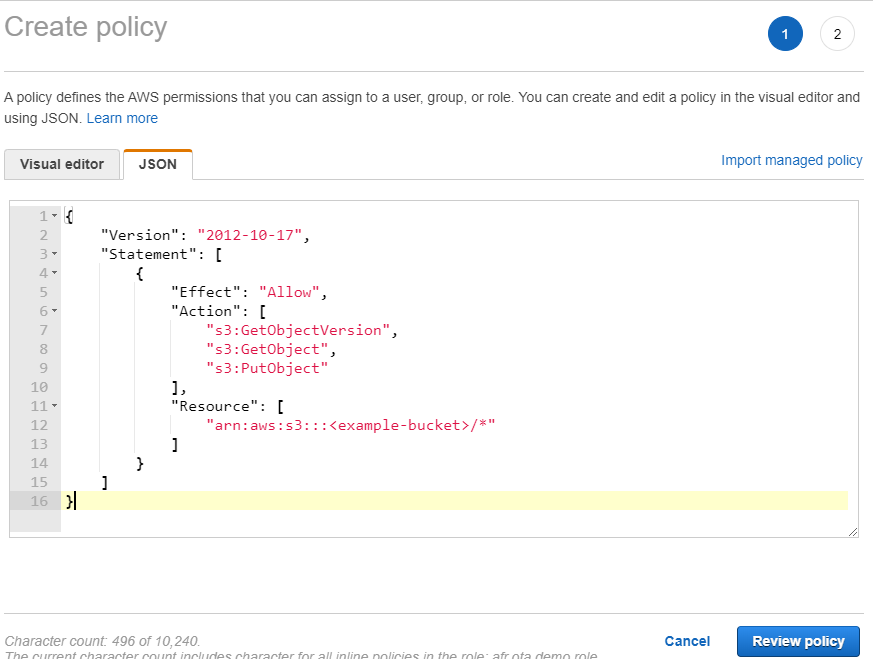 Create policy
1
2
A policy defines the AWS permissions that you can assign to a user, group, or role. You can create and edit a policy in the visual editor and
using JSON. Learn more
Visual editor
JSON
Import managed policy
1 {
2     "Version": "2012-10-17",
3     "Statement": [
4         {
5             "Effect": "Allow",
6             "Action": [
7                 "s3:GetObjectVersion",
8                 "s3:GetObject",
9                 "s3:PutObject"
10             ],
11             "Resource": [
12                 "arn:aws:s3:::<example-bucket>/*"
13             ]
14         }
15     ]
16 }
Character count: 496 of 10,240.
The current character count includes character for all inline policies in the role: afr ota demo role
Cancel
Review policy